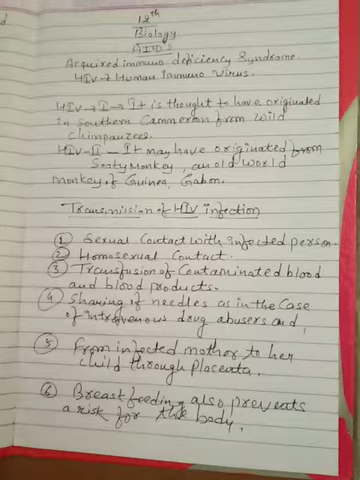 12th
Biology
AIDS
Acquired immuno deficiency Syndrome
HIV → Human Immuno Virus.
HIV → I → It is thought to have originated
in Southern Cammeroon from wild
Chimpanzees.
HIV-II - It may have originated from
Sooty Monkey, an old World
monkey of Guinea, Gabon.
Transmission of HIV infection
① Sexual Contact with infected person.
② Homosexual Contact.
③ Transfusion of Contaminated blood
and blood products.
④ Sharing of needles as in the Case
of intravenous drug abusers and,
⑤ From infected mother to her
child through Placenta.
⑥ Breast feeding also prevents
a risk for the body.